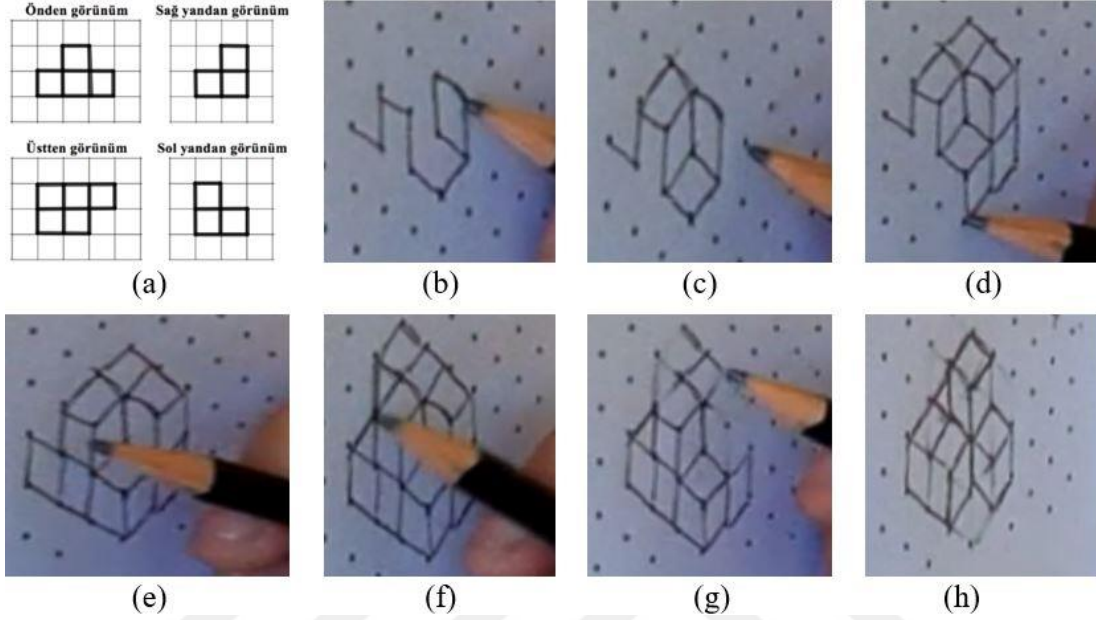 Önden görünüm
Sağ yandan görünüm
Üstten görünüm
Sol yandan görünüm
(a)
(b)
(c)
(d)
(e)
(f)
(g)
(h)